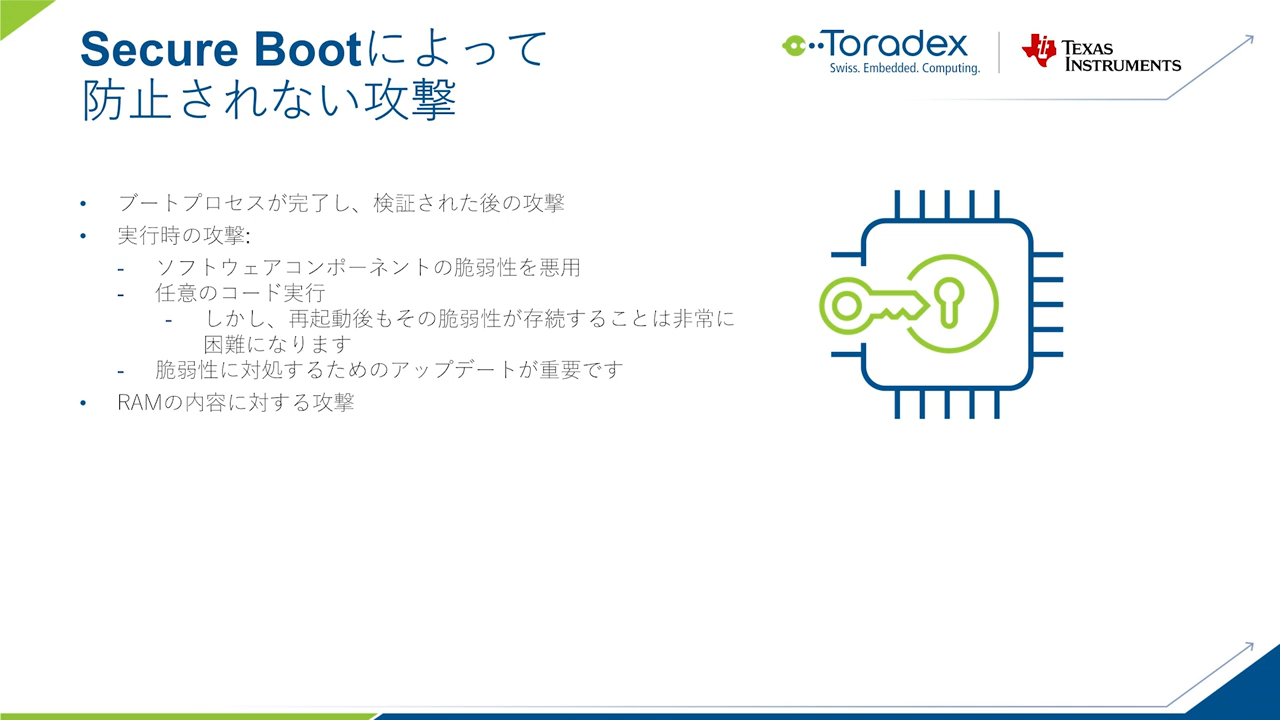 Secure Bootによって
防止されない攻撃
Toradex
Swiss. Embedded. Computing.
TEXAS
INSTRUMENTS
• ブートプロセスが完了し、検証された後の攻撃
• 実行時の攻撃:
- ソフトウェアコンポーネントの脆弱性を悪用
- 任意のコード実行
- しかし、再起動後もその脆弱性が存続することは非常に
困難になります
- 脆弱性に対処するためのアップデートが重要です
• RAMの内容に対する攻撃